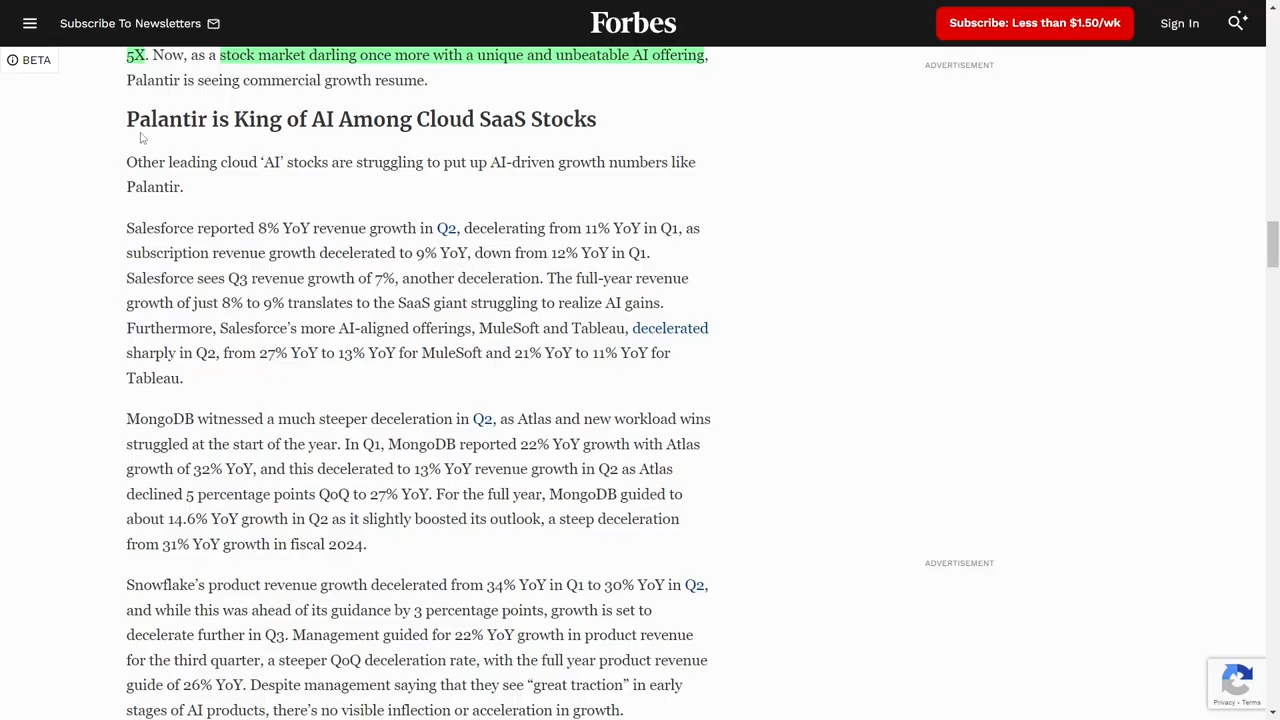 Subscribe To Newsletters
Forbes
Subscribe: Less than $1.50/wk
Sign In
BETA
5X. Now, as a stock market darling once more with a unique and unbeatable AI offering,
Palantir is seeing commercial growth resume.
ADVERTISEMENT
Palantir is King of AI Among Cloud SaaS Stocks
Other leading cloud ‘AI’ stocks are struggling to put up AI-driven growth numbers like
Palantir.
Salesforce reported 8% YoY revenue growth in Q2, decelerating from 11% YoY in Q1, as
subscription revenue growth decelerated to 9% YoY, down from 12% YoY in Q1.
Salesforce sees Q3 revenue growth of 7%, another deceleration. The full-year revenue
growth of just 8% to 9% translates to the SaaS giant struggling to realize AI gains.
Furthermore, Salesforce’s more AI-aligned offerings, MuleSoft and Tableau, decelerated
sharply in Q2, from 27% YoY to 13% YoY for MuleSoft and 21% YoY to 11% YoY for
Tableau.
MongoDB witnessed a much steeper deceleration in Q2, as Atlas and new workload wins
struggled at the start of the year. In Q1, MongoDB reported 22% YoY growth with Atlas
growth of 32% YoY, and this decelerated to 13% YoY revenue growth in Q2 as Atlas
declined 5 percentage points QoQ to 27% YoY. For the full year, MongoDB guided to
about 14.6% YoY growth in Q2 as it slightly boosted its outlook, a steep deceleration
from 31% YoY growth in fiscal 2024.
ADVERTISEMENT
Snowflake’s product revenue growth decelerated from 34% YoY in Q1 to 30% YoY in Q2,
and while this was ahead of its guidance by 3 percentage points, growth is set to
decelerate further in Q3. Management guided for 22% YoY growth in product revenue
for the third quarter, a steeper QoQ deceleration rate, with the full year product revenue
guide of 26% YoY. Despite management saying that they see “great traction” in early
stages of AI products, there’s no visible inflection or acceleration in growth.
Privacy - Terms